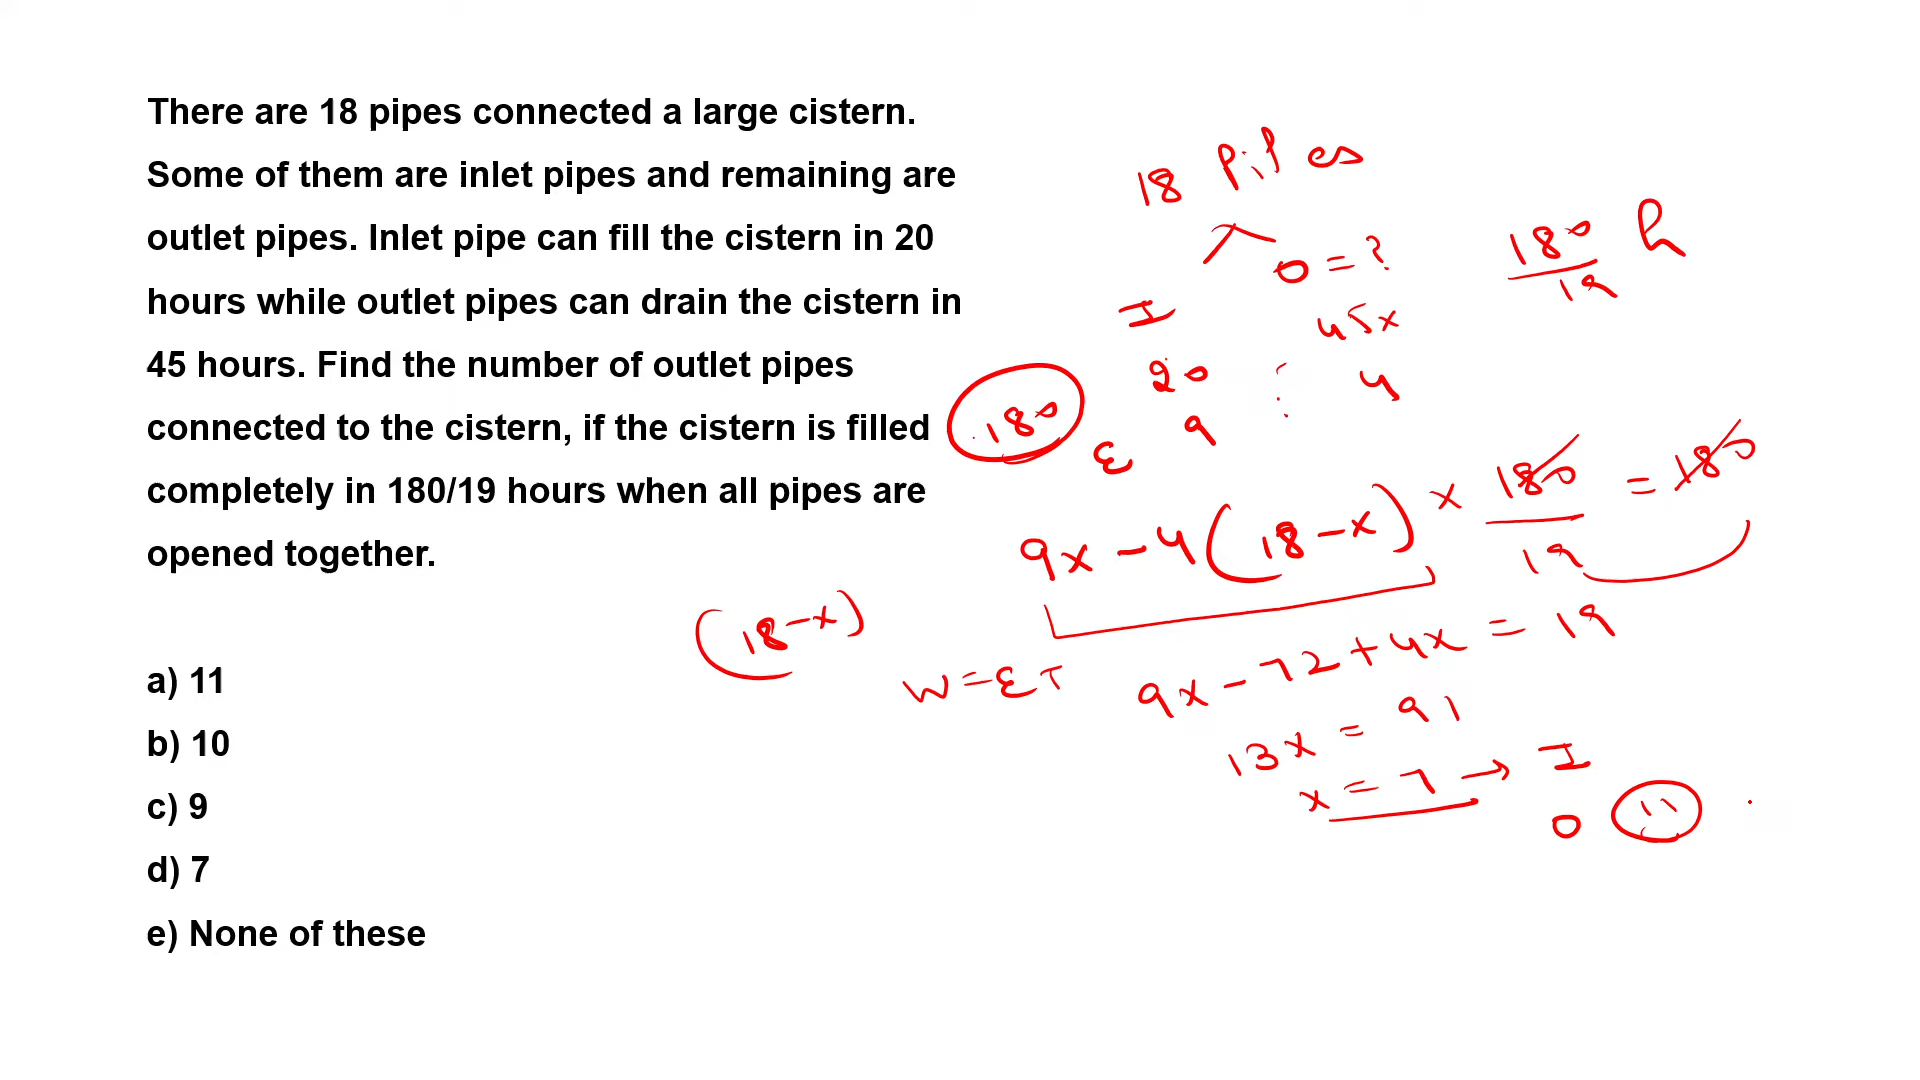 There are 18 pipes connected a large cistern.
Some of them are inlet pipes and remaining are
outlet pipes. Inlet pipe can fill the cistern in 20
hours while outlet pipes can drain the cistern in
45 hours. Find the number of outlet pipes
connected to the cistern, if the cistern is filled
completely in 180/19 hours when all pipes are
opened together.
a) 11
b) 10
c) 9
d) 7
e) None of these
18 Pipes
O = ?
180/19 h
I
45x
20 : 4
180
E 9
9x - 4(18-x) × 180/19 = 180
(18-x)
W = ET
9x - 72 + 4x = 19
13x = 91
x = 7 → I
O 11